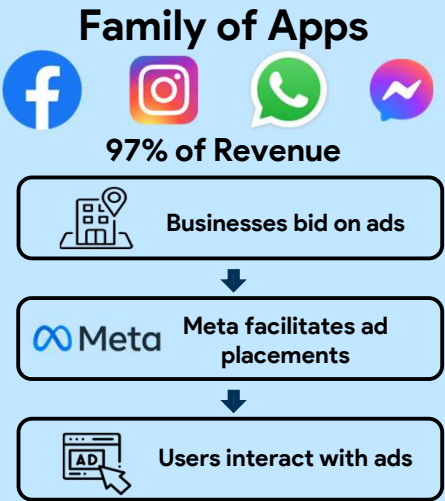 Family of Apps
97% of Revenue
Businesses bid on ads
Meta
Meta facilitates ad
placements
AD
Users interact with ads